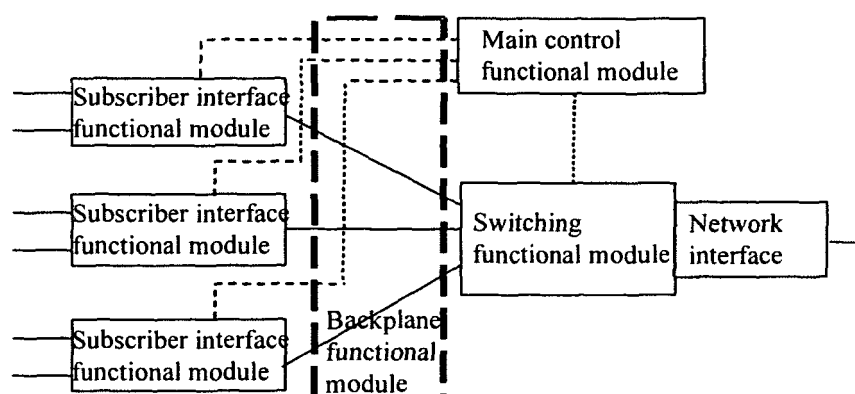 Main control
functional module
Subscriber interface
functional module
Subscriber interface
functional module
Switching
functional module
Network
interface
Subscriber interface
functional module
Backplane
functional
module